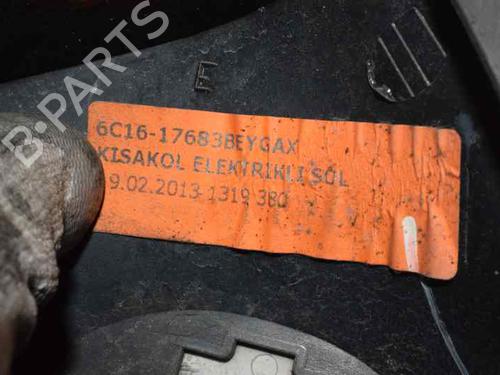 E
6C16-17683BEYGAX
KISAKOL ELEKTRIKLI SOL
9.02.2013-1319 380
B-PARTS